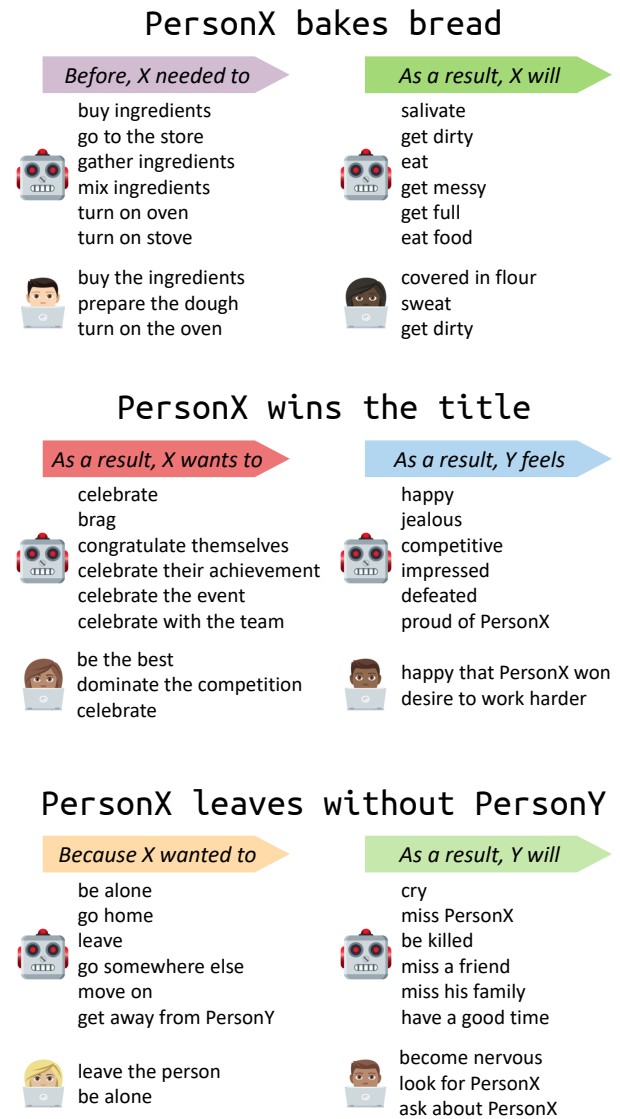 PersonX bakes bread
Before, X needed to
buy ingredients
go to the store
gather ingredients
mix ingredients
turn on oven
turn on stove
buy the ingredients
prepare the dough
turn on the oven
As a result, X will
salivate
get dirty
eat
get messy
get full
eat food
covered in flour
sweat
get dirty
PersonX wins the title
As a result, X wants to
celebrate
brag
congratulate themselves
celebrate their achievement
celebrate the event
celebrate with the team
be the best
dominate the competition
celebrate
As a result, Y feels
happy
jealous
competitive
impressed
defeated
proud of PersonX
happy that PersonX won
desire to work harder
PersonX leaves without PersonY
Because X wanted to
be alone
go home
leave
go somewhere else
move on
get away from PersonY
leave the person
be alone
As a result, Y will
cry
miss PersonX
be killed
miss a friend
miss his family
have a good time
become nervous
look for PersonX
ask about PersonX